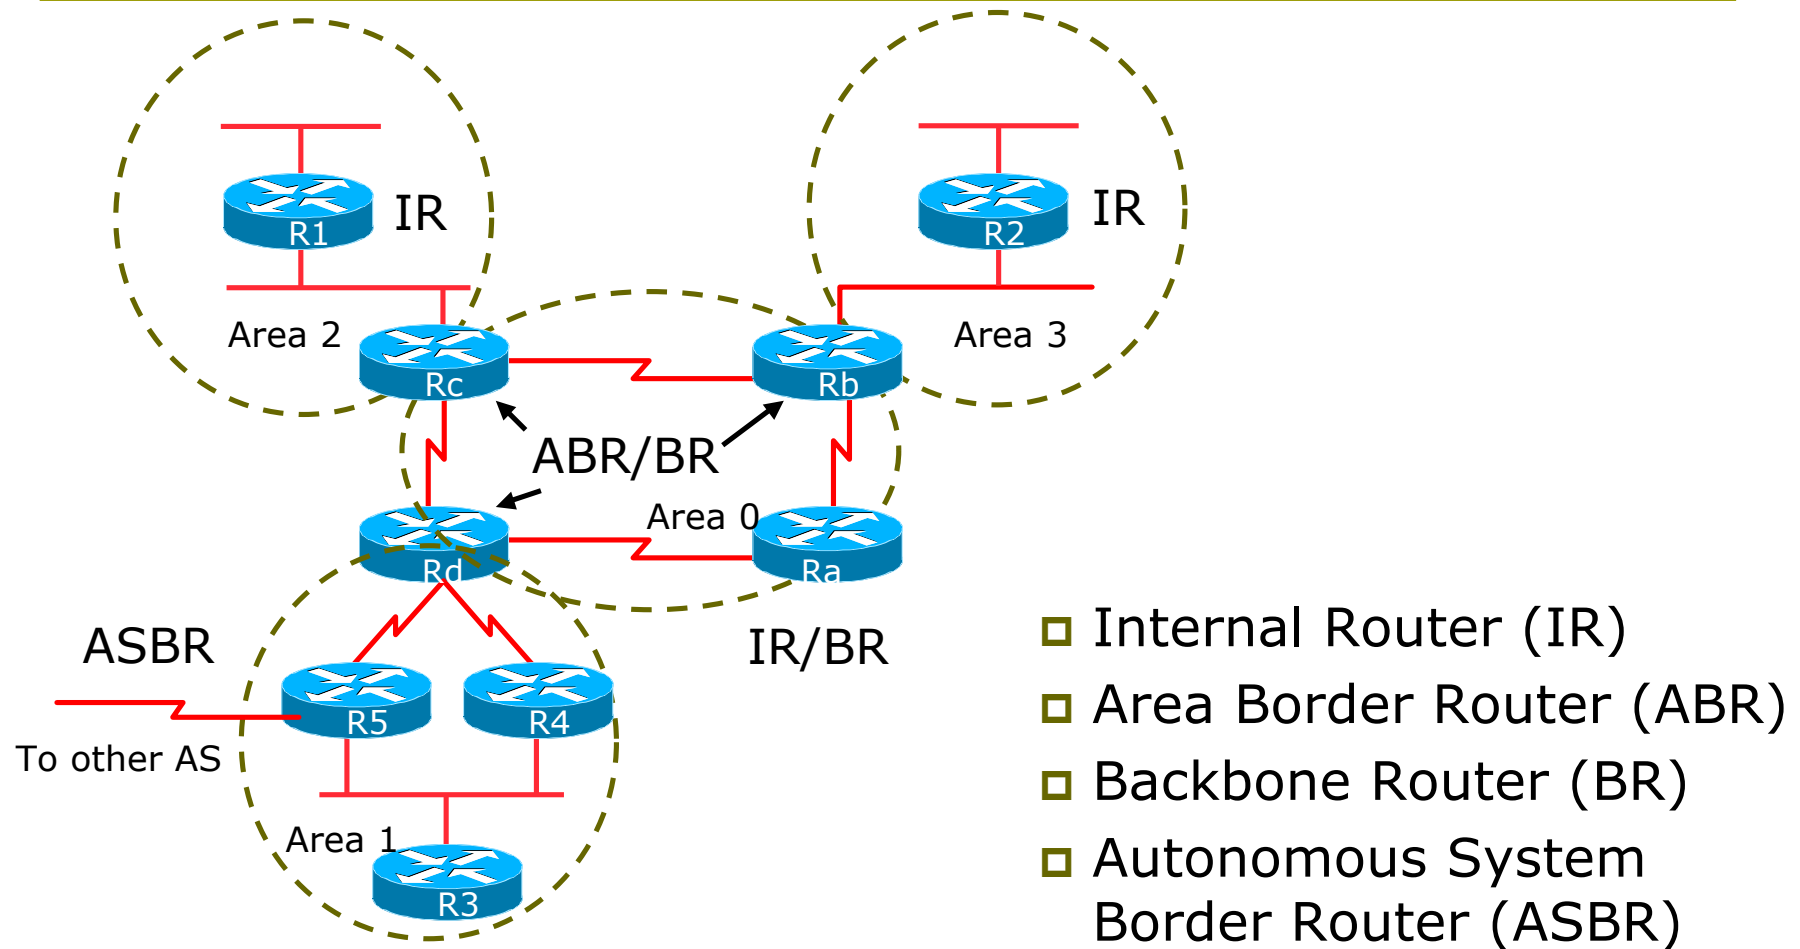 R1
IR
R2
IR
Area 2
Rc
Rb
Area 3
ABR/BR
Area 0
Rd
Ra
ASBR
IR/BR
R5
R4
To other AS
Area 1
R3
Internal Router (IR)
Area Border Router (ABR)
Backbone Router (BR)
Autonomous System
Border Router (ASBR)